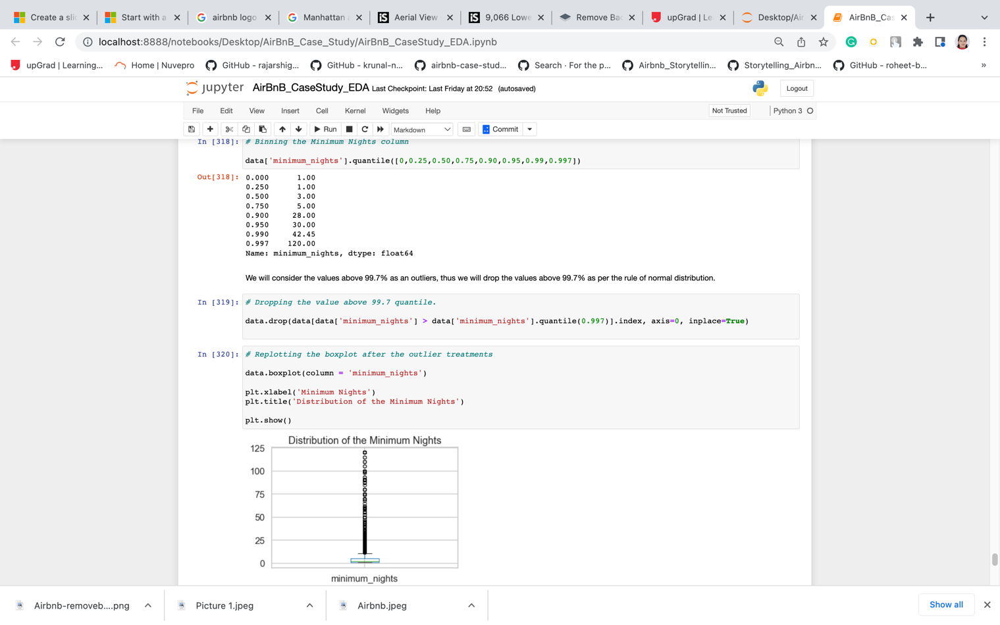 Create a slid
Start with a
airbnb logo
Manhattan a
Aerial View
9,066 Lowe
Remove Bac
upGrad | Le
Desktop/Air
AirBnB_Cas
localhost:8888/notebooks/Desktop/AirBnB_Case_Study/AirBnB_CaseStudy_EDA.ipynb
upGrad | Learning...
Home | Nuvepro
GitHub - rajarshig...
GitHub - krunal-n...
airbnb-case-stud...
Search · For the p...
Airbnb_Storytellin...
Storytelling_Airbn...
GitHub - roheet-b...
»
jupyter AirBnB_CaseStudy_EDA Last Checkpoint: Last Friday at 20:52 (autosaved)
Logout
File Edit View Insert Cell Kernel Widgets Help
Not Trusted
Python 3
Run
Markdown
Commit
In [318]: # Binning the Minimum Nights column
data['minimum_nights'].quantile([0,0.25,0.50,0.75,0.90,0.95,0.99,0.997])
Out[318]: 0.000 1.00
0.250 1.00
0.500 3.00
0.750 5.00
0.900 28.00
0.950 30.00
0.990 42.45
0.997 120.00
Name: minimum_nights, dtype: float64
We will consider the values above 99.7% as an outliers, thus we will drop the values above 99.7% as per the rule of normal distribution.
In [319]: # Dropping the value above 99.7 quantile.
data.drop(data[data['minimum_nights'] > data['minimum_nights'].quantile(0.997)].index, axis=0, inplace=True)
In [320]: # Replotting the boxplot after the outlier treatments
data.boxplot(column = 'minimum_nights')
plt.xlabel('Minimum Nights')
plt.title('Distribution of the Minimum Nights')
plt.show()
Distribution of the Minimum Nights
125
100
75
50
25
0
minimum_nights
Airbnb-removeb....png
Picture 1.jpeg
Airbnb.jpeg
Show all